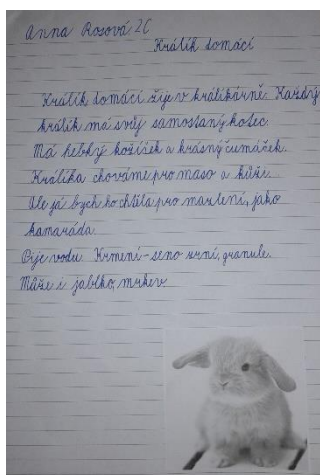 Anna Rosová 2C
Králík domácí
Králík domácí žije v králikárně. Každý
králík má svůj samostaný kotec.
Má hebký kožíšek a krásný čumáček.
Králíka chováme pro maso a kůži.
Ale já bych ho chtěla pro mazlení, jako
kamaráda.
Pije vodu. Krmení - seno zrní, granule.
Může i jablko, mrkev